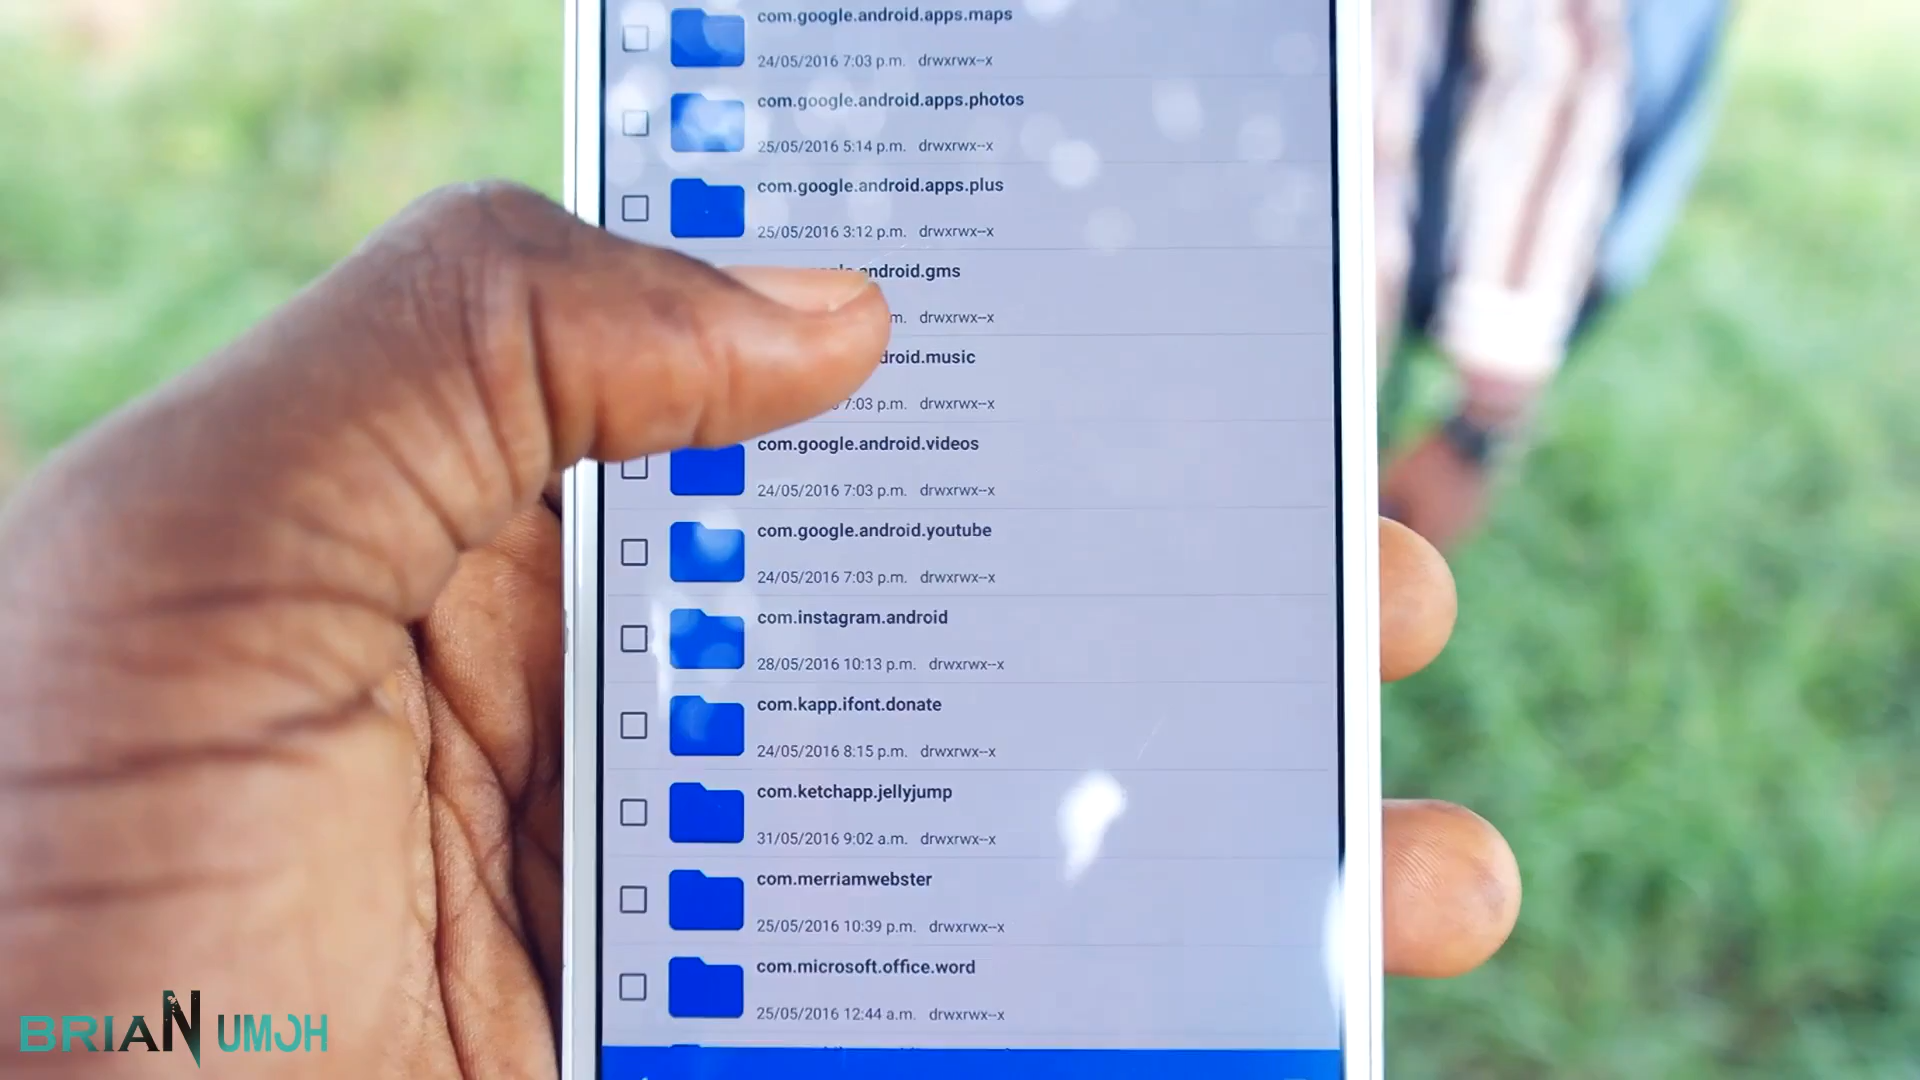 com.google.android.apps.maps
24/05/2016 7:03 p.m. drwxrwx--x
com.google.android.apps.photos
25/05/2016 5:14 p.m. drwxrwx--x
com.google.android.apps.plus
25/05/2016 3:12 p.m. drwxrwx--x
android.gms
m. drwxrwx--x
droid.music
7:03 p.m. drwxrwx--x
com.google.android.videos
24/05/2016 7:03 p.m. drwxrwx--x
com.google.android.youtube
24/05/2016 7:03 p.m. drwxrwx--x
com.instagram.android
28/05/2016 10:13 p.m. drwxrwx--x
com.kapp.ifont.donate
24/05/2016 8:15 p.m. drwxrwx--x
com.ketchapp.jellyjump
31/05/2016 9:02 a.m. drwxrwx--x
com.merriamwebster
25/05/2016 10:39 p.m. drwxrwx--x
com.microsoft.office.word
25/05/2016 12:44 a.m. drwxrwx--x
BRIAN UMOH